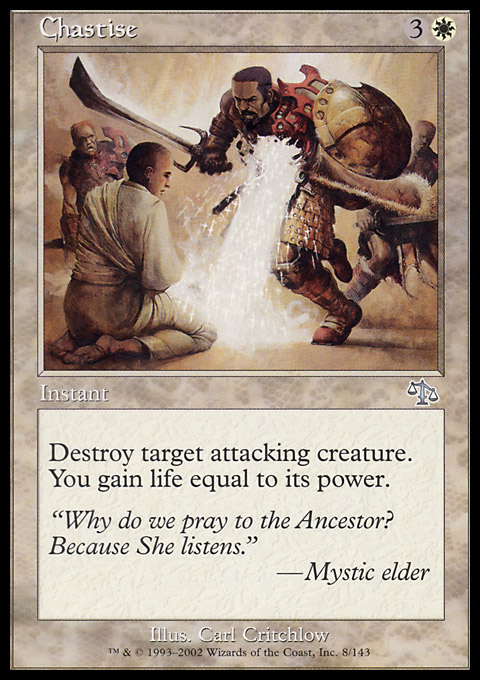 Chastise 3
Instant
Destroy target attacking creature.
You gain life equal to its power.
“Why do we pray to the Ancestor?
Because She listens.”
—Mystic elder
Illus. Carl Critchlow
™ & © 1993–2002 Wizards of the Coast, Inc. 8/143